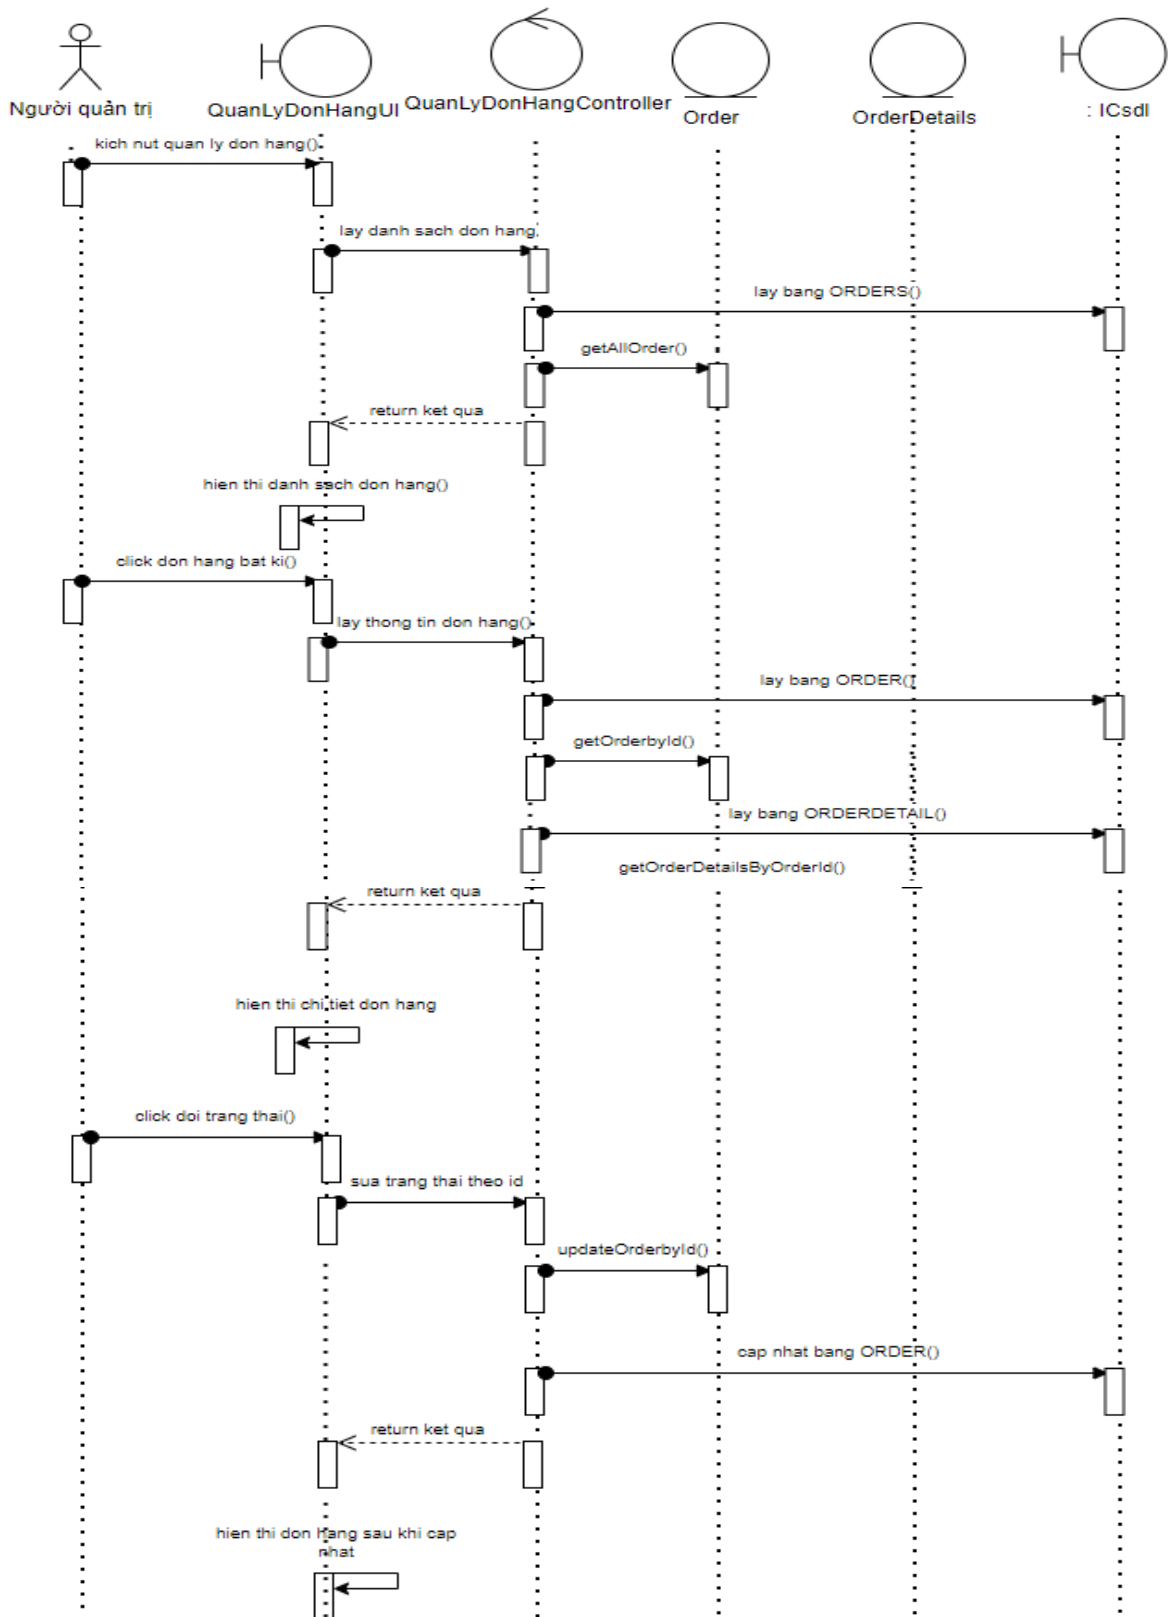 Người quản trị
QuanLyDonHangUI
QuanLyDonHangController
Order
OrderDetails
: ICsdl
kich nut quan ly don hang()
lay danh sach don hang
lay bang ORDERS()
getAllOrder()
return ket qua
hien thi danh sach don hang()
click don hang bat ki()
lay thong tin don hang()
lay bang ORDER()
getOrderbyId()
lay bang ORDERDETAIL()
getOrderDetailsByOrderId()
return ket qua
hien thi chi tiet don hang
click doi trang thai()
sua trang thai theo id
updateOrderbyId()
cap nhat bang ORDER()
return ket qua
hien thi don hang sau khi cap
nhat